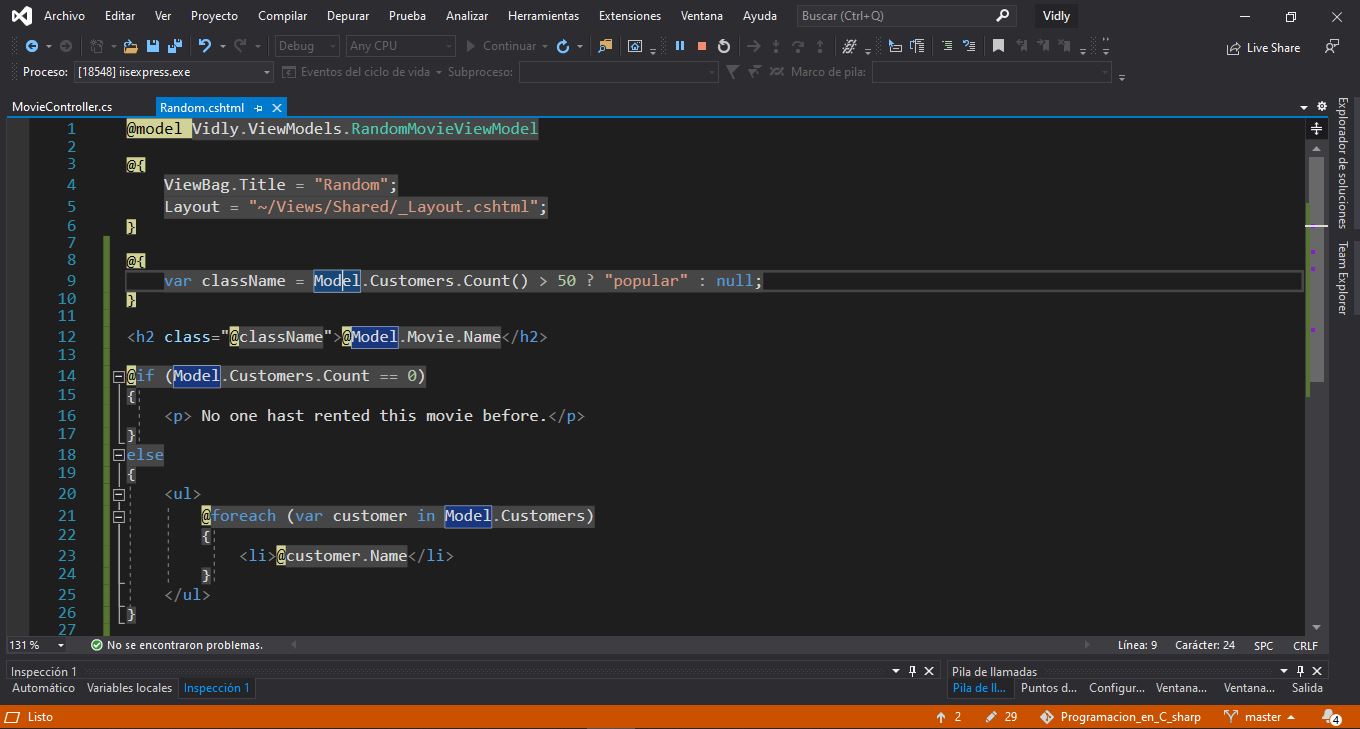 Archivo Editar Ver Proyecto Compilar Depurar Prueba Analizar Herramientas Extensiones Ventana Ayuda Buscar (Ctrl+Q) Vidly
Debug Any CPU Continuar Live Share
Proceso: [18548] iisexpress.exe Eventos del ciclo de vida Subproceso: Marco de pila:
MovieController.cs Random.cshtml
Explorador de soluciones
Team Explorer
1 @model Vidly.ViewModels.RandomMovieViewModel
2
3 @{
4 ViewBag.Title = "Random";
5 Layout = "~/Views/Shared/_Layout.cshtml";
6 }
7
8 @{
9 var className = Model.Customers.Count() > 50 ? "popular" : null;
10 }
11
12 <h2 class="@className">@Model.Movie.Name</h2>
13
14 @if (Model.Customers.Count == 0)
15 {
16 <p> No one hast rented this movie before.</p>
17 }
18 else
19 {
20 <ul>
21 @foreach (var customer in Model.Customers)
22 {
23 <li>@customer.Name</li>
24 }
25 </ul>
26 }
27
131 % No se encontraron problemas. Línea: 9 Carácter: 24 SPC CRLF
Inspección 1 Pila de llamadas
Automático Variables locales Inspección 1 Pila de ll... Puntos d... Configur... Ventana... Ventana... Salida
Listo 2 29 Programacion_en_C_sharp master 4